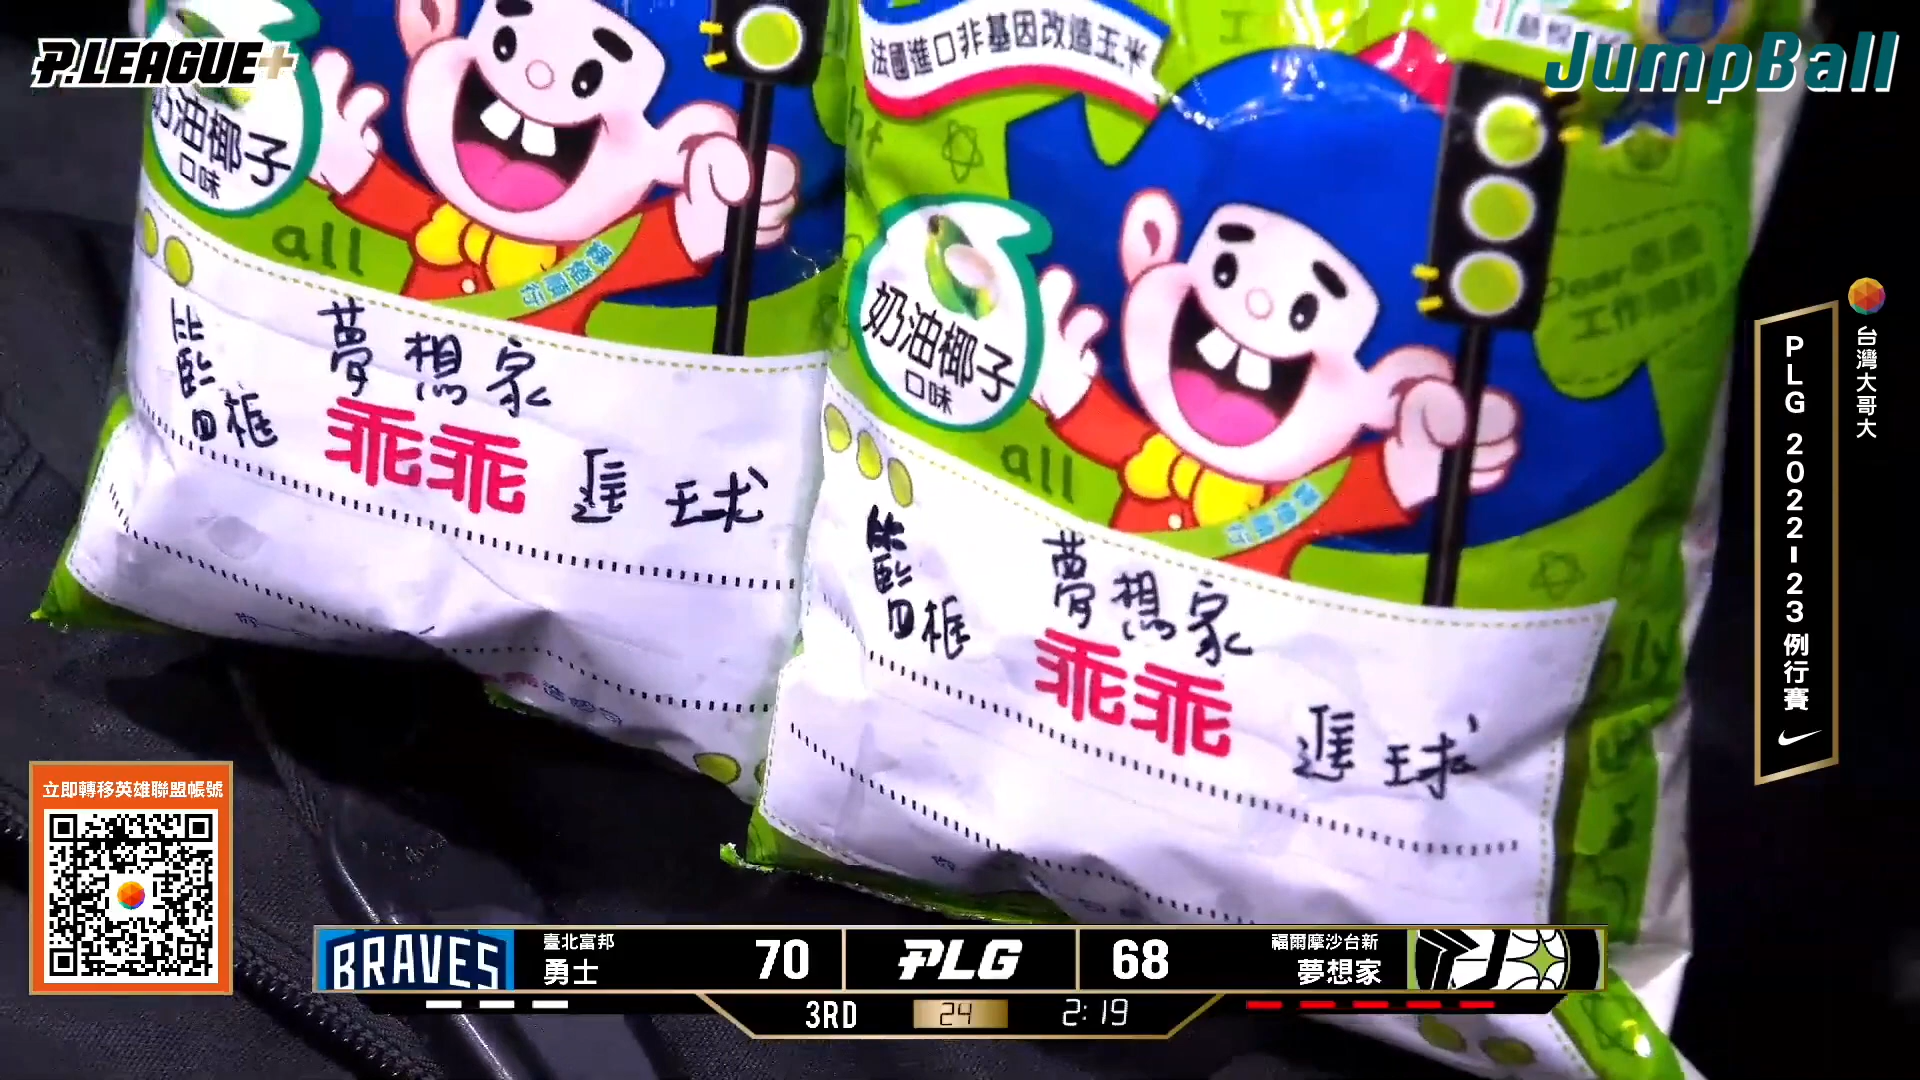 P.LEAGUE+
JumpBall
法國進口非基因改造玉米
奶油椰子
口味
all
夢想家
籃框
乖乖
進球
奶油椰子
口味
all
工作順利
夢想家
籃框
乖乖
進球
台灣大哥大
PLG 2022-23 例行賽
立即轉移英雄聯盟帳號
BRAVES
臺北富邦
勇士
70
PLG
68
福爾摩沙台新
夢想家
3RD
24
2:19